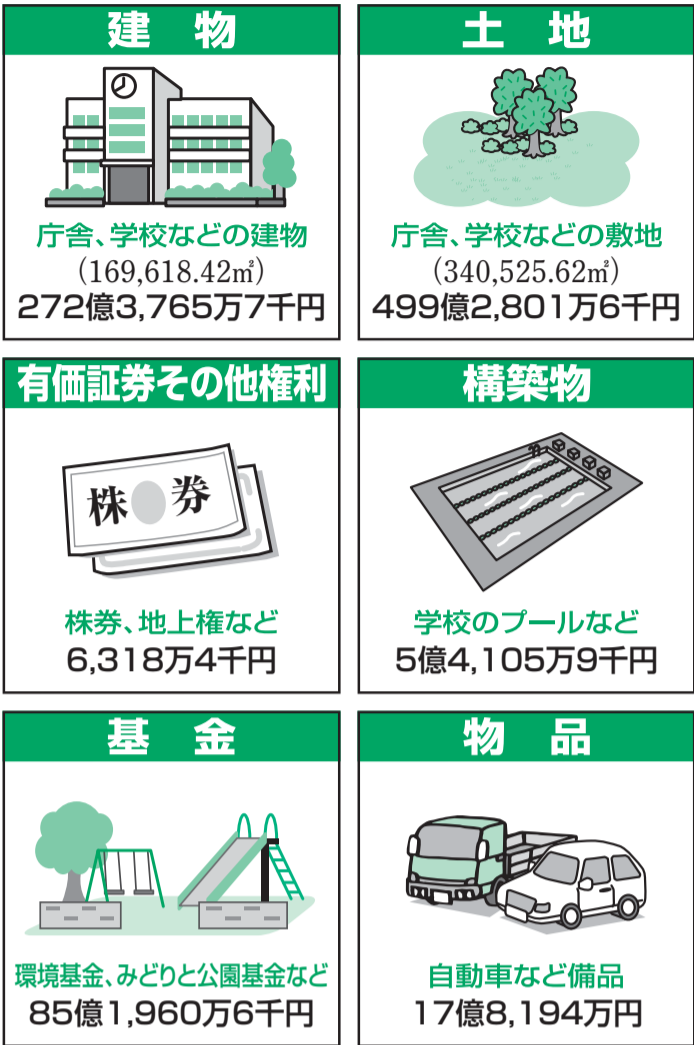 建物
庁舎、学校などの建物
（169,618.42㎡）
272億3,765万7千円
土地
庁舎、学校などの敷地
（340,525.62㎡）
499億2,801万6千円
有価証券その他権利
株券
株券、地上権など
6,318万4千円
構築物
学校のプールなど
5億4,105万9千円
基金
環境基金、みどりと公園基金など
85億1,960万6千円
物品
自動車など備品
17億8,194万円